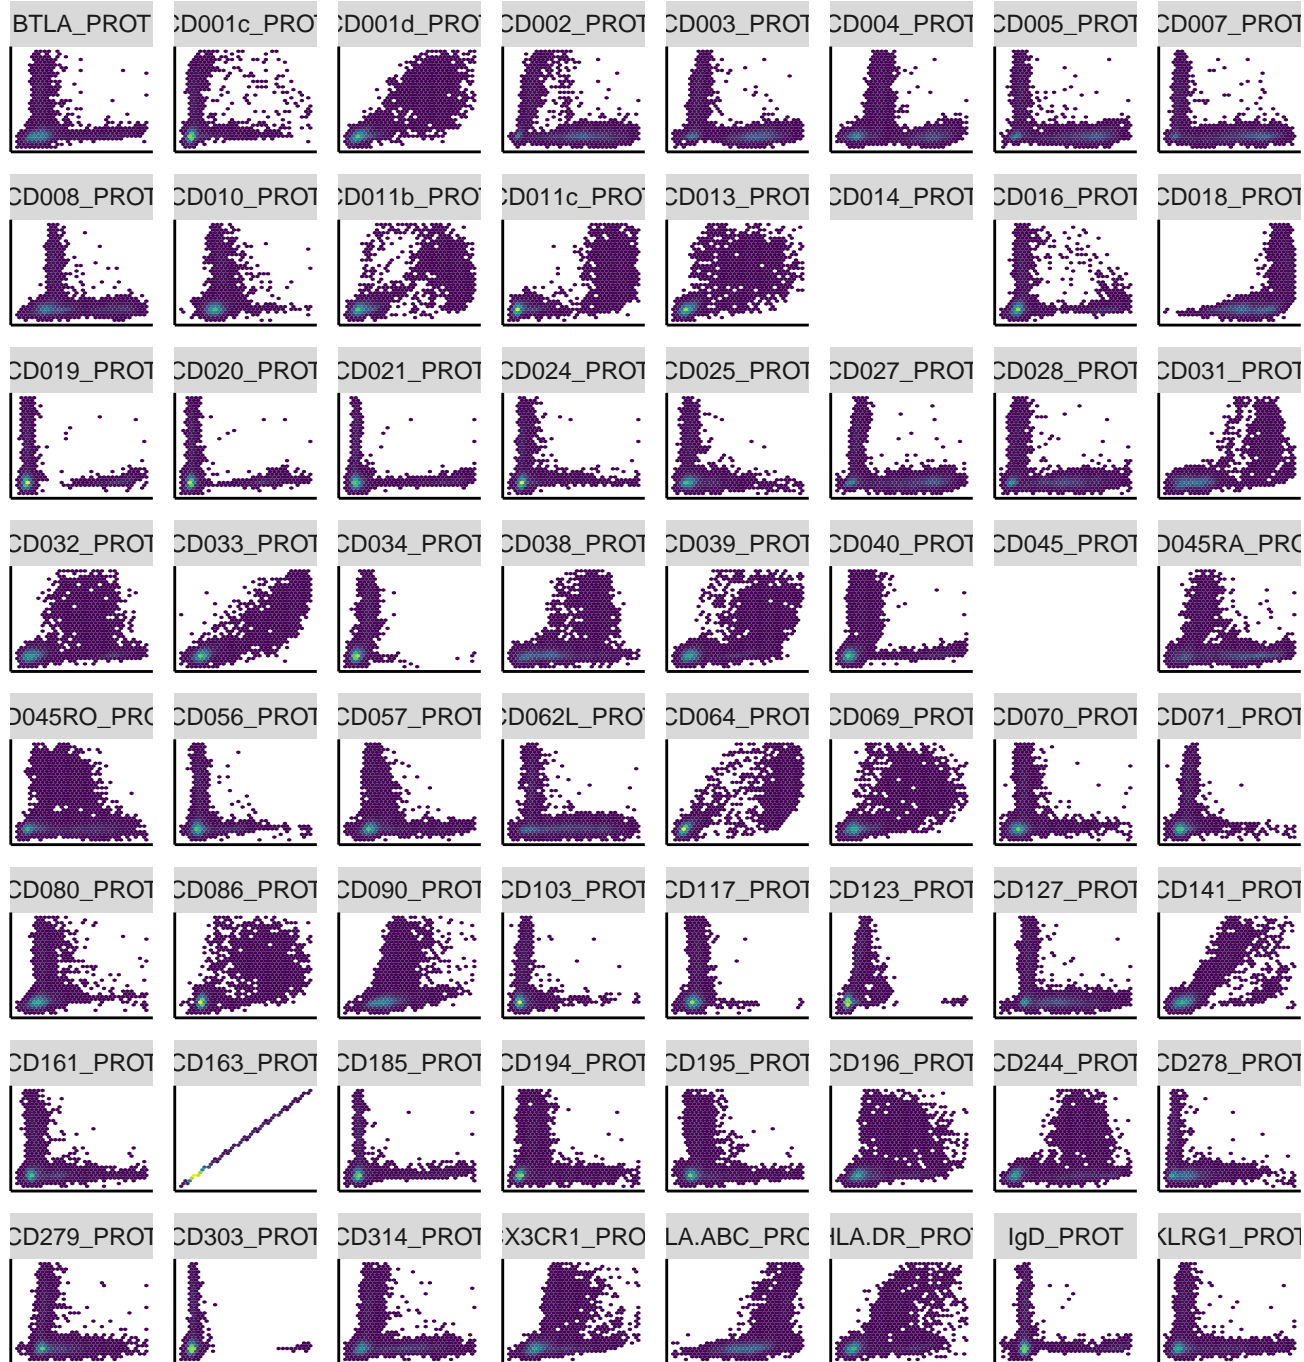 BTLA_PROT CD001c_PROT CD001d_PROT CD002_PROT CD003_PROT CD004_PROT CD005_PROT CD007_PROT
CD008_PROT CD010_PROT CD011b_PROT CD011c_PROT CD013_PROT CD014_PROT CD016_PROT CD018_PROT
CD019_PROT CD020_PROT CD021_PROT CD024_PROT CD025_PROT CD027_PROT CD028_PROT CD031_PROT
CD032_PROT CD033_PROT CD034_PROT CD038_PROT CD039_PROT CD040_PROT CD045_PROT D045RA_PRO
D045RO_PRO CD056_PROT CD057_PROT CD062L_PROT CD064_PROT CD069_PROT CD070_PROT CD071_PROT
CD080_PROT CD086_PROT CD090_PROT CD103_PROT CD117_PROT CD123_PROT CD127_PROT CD141_PROT
CD161_PROT CD163_PROT CD185_PROT CD194_PROT CD195_PROT CD196_PROT CD244_PROT CD278_PROT
CD279_PROT CD303_PROT CD314_PROT CX3CR1_PRO LA.ABC_PRO HLA.DR_PROT IgD_PROT KLRG1_PROT